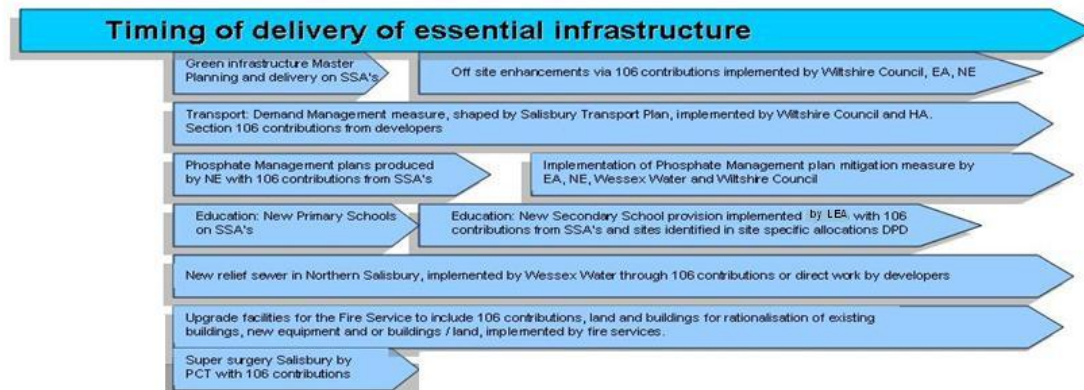 Timing of delivery of essential infrastructure
Green infrastructure Master
Planning and delivery on SSA's
Off site enhancements via 106 contributions implemented by Wiltshire Council, EA, NE
Transport: Demand Management measure, shaped by Salisbury Transport Plan, implemented by Wiltshire Council and HA.
Section 106 contributions from developers
Phosphate Management plans produced
by NE with 106 contributions from SSA's
Implementation of Phosphate Management plan mitigation measure by
EA, NE, Wessex Water and Wiltshire Council
Education: New Primary Schools
on SSA's
Education: New Secondary School provision implemented by LEA, with 106
contributions from SSA's and sites identified in site specific allocations DPD
New relief sewer in Northern Salisbury, implemented by Wessex Water through 106 contributions or direct work by developers
Upgrade facilities for the Fire Service to include 106 contributions, land and buildings for rationalisation of existing
buildings, new equipment and or buildings / land, implemented by fire services.
Super surgery Salisbury by
PCT with 106 contributions